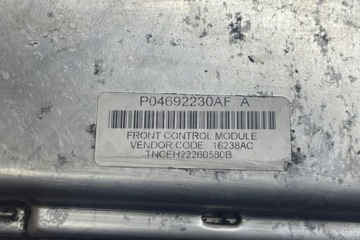 P04692230AF A
FRONT CONTROL MODULE
VENDOR CODE: 16238AC
TNCEH22260580B